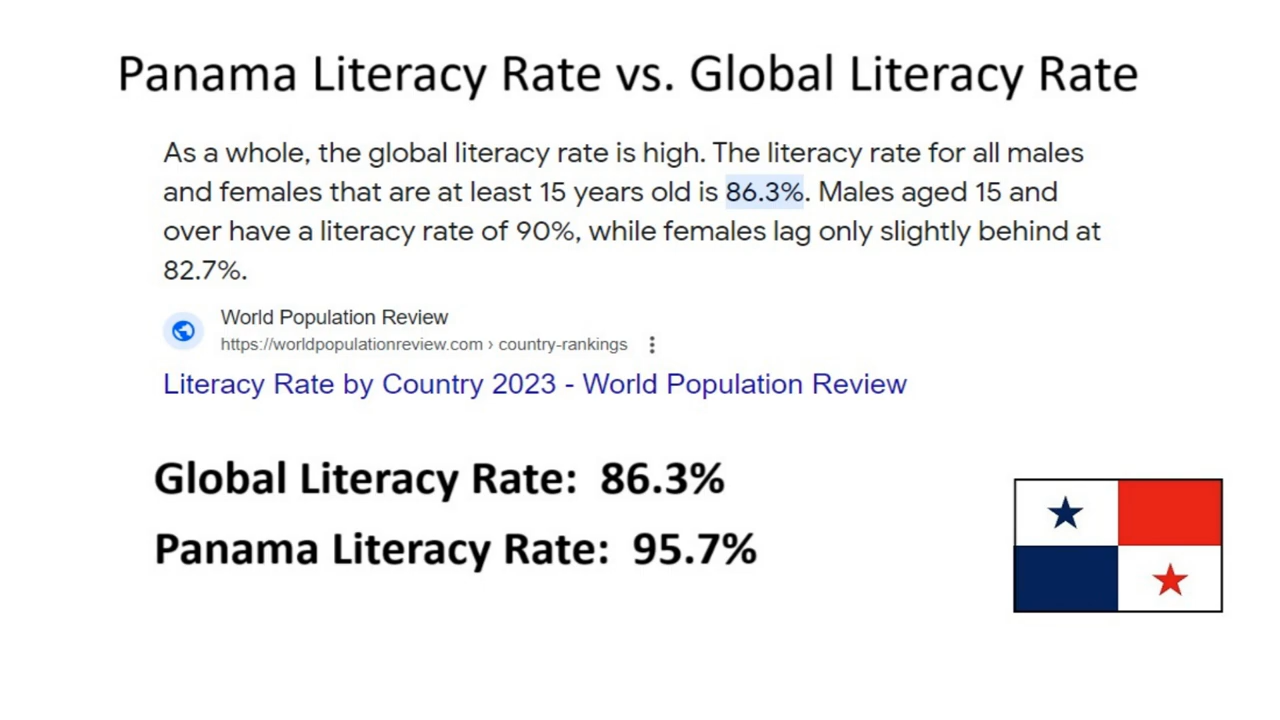 Panama Literacy Rate vs. Global Literacy Rate
As a whole, the global literacy rate is high. The literacy rate for all males
and females that are at least 15 years old is 86.3%. Males aged 15 and
over have a literacy rate of 90%, while females lag only slightly behind at
82.7%.
World Population Review
https://worldpopulationreview.com › country-rankings
Literacy Rate by Country 2023 - World Population Review
Global Literacy Rate: 86.3%
Panama Literacy Rate: 95.7%